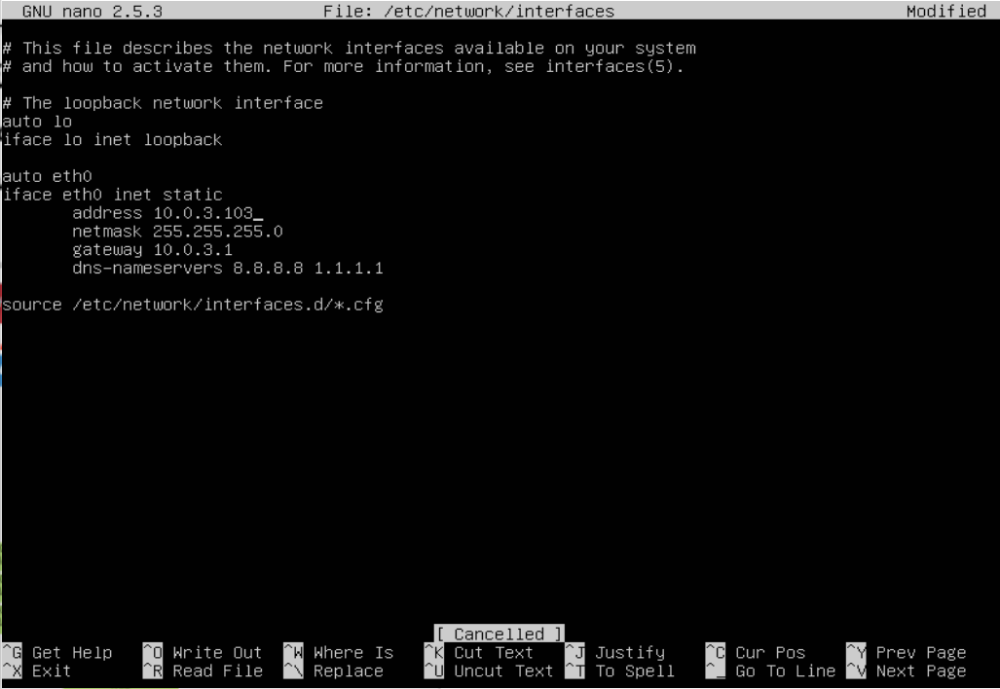 GNU nano 2.5.3 File: /etc/network/interfaces Modified
# This file describes the network interfaces available on your system
# and how to activate them. For more information, see interfaces(5).
# The loopback network interface
auto lo
iface lo inet loopback
auto eth0
iface eth0 inet static
address 10.0.3.103_
netmask 255.255.255.0
gateway 10.0.3.1
dns-nameservers 8.8.8.8 1.1.1.1
source /etc/network/interfaces.d/*.cfg
[ Cancelled ]
^G Get Help ^O Write Out ^W Where Is ^K Cut Text ^J Justify ^C Cur Pos ^Y Prev Page
^X Exit ^R Read File ^\ Replace ^U Uncut Text ^T To Spell ^_ Go To Line ^V Next Page